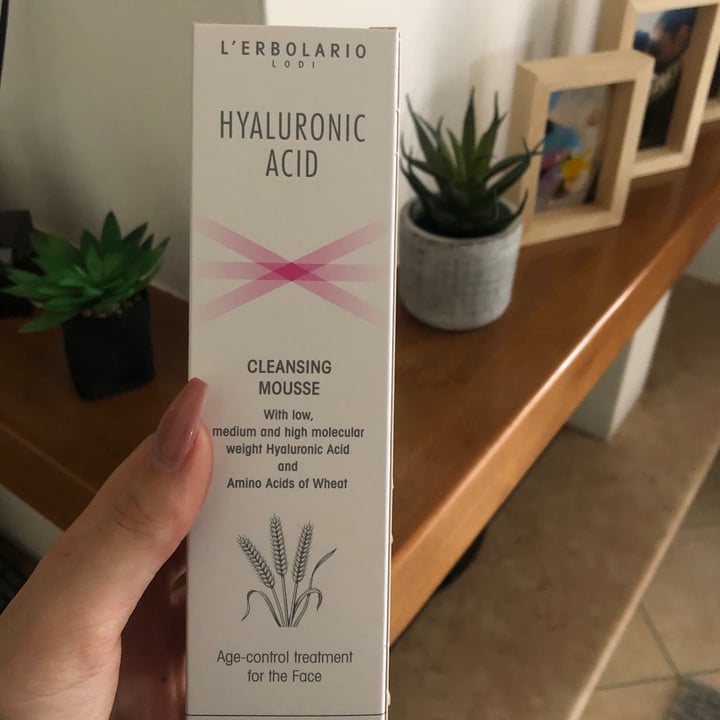 L'ERBOLARIO
LODI
HYALURONIC
ACID
CLEANSING
MOUSSE
With low,
medium and high molecular
weight Hyaluronic Acid
and
Amino Acids of Wheat
Age-control treatment
for the Face